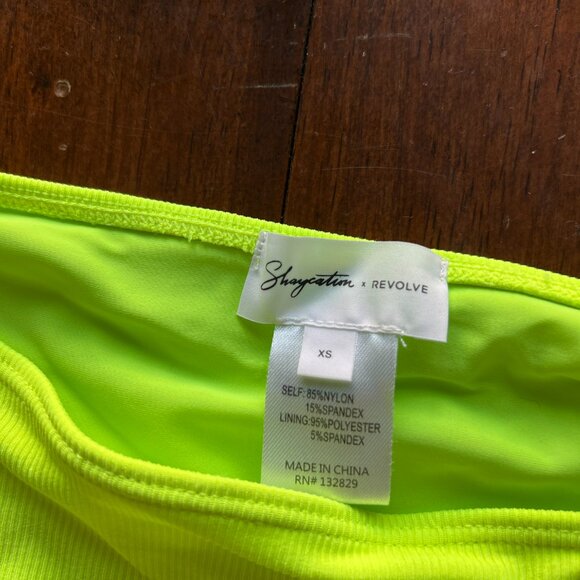 Shaycation x REVOLVE
XS
SELF: 85%NYLON
15%SPANDEX
LINING:95%POLYESTER
5%SPANDEX
MADE IN CHINA
RN# 132829